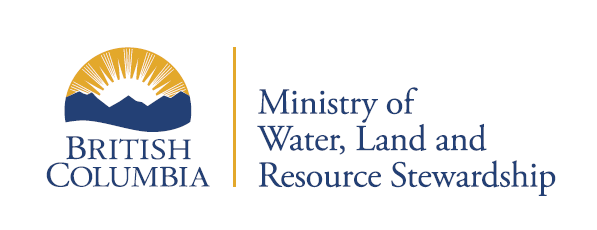 BRITISH
COLUMBIA
Ministry of
Water, Land and
Resource Stewardship